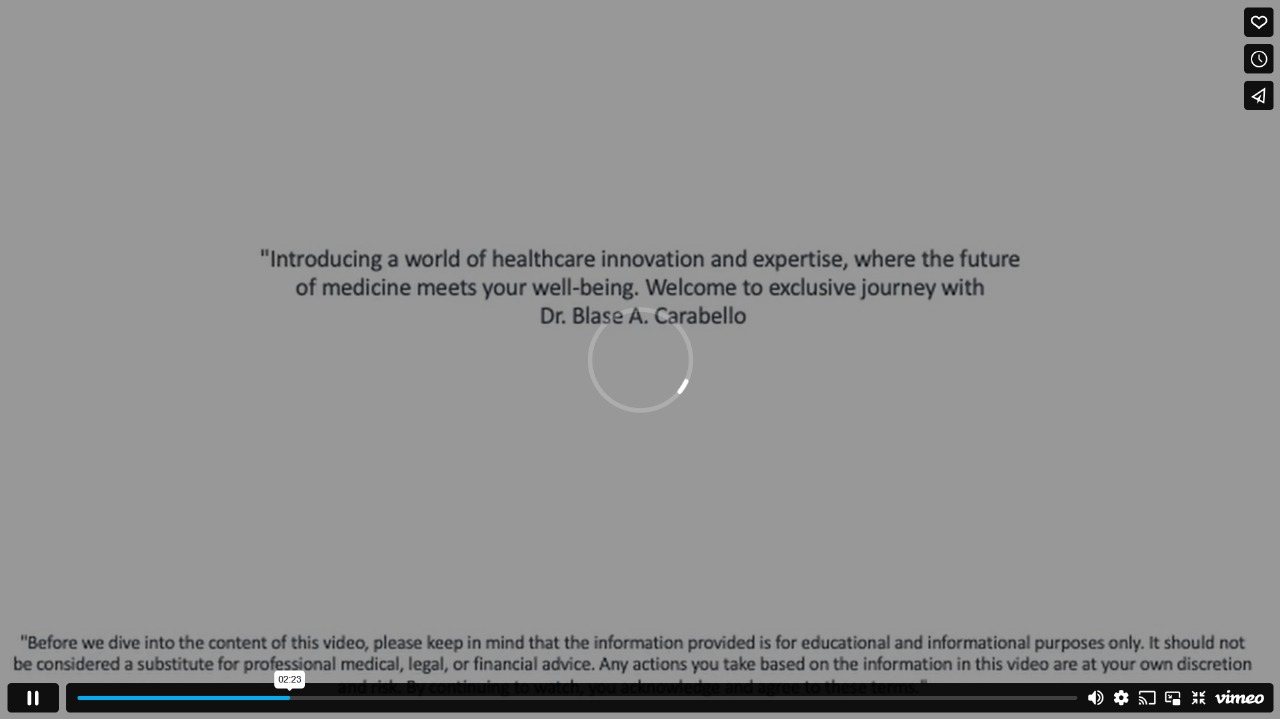 "Introducing a world of healthcare innovation and expertise, where the future
of medicine meets your well-being. Welcome to exclusive journey with
Dr. Blase A. Carabello
"Before we dive into the content of this video, please keep in mind that the information provided is for educational and informational purposes only. It should not
be considered a substitute for professional medical, legal, or financial advice. Any actions you take based on the information in this video are at your own discretion
and risk. By continuing to watch, you acknowledge and agree to these terms."
02:23
vimeo